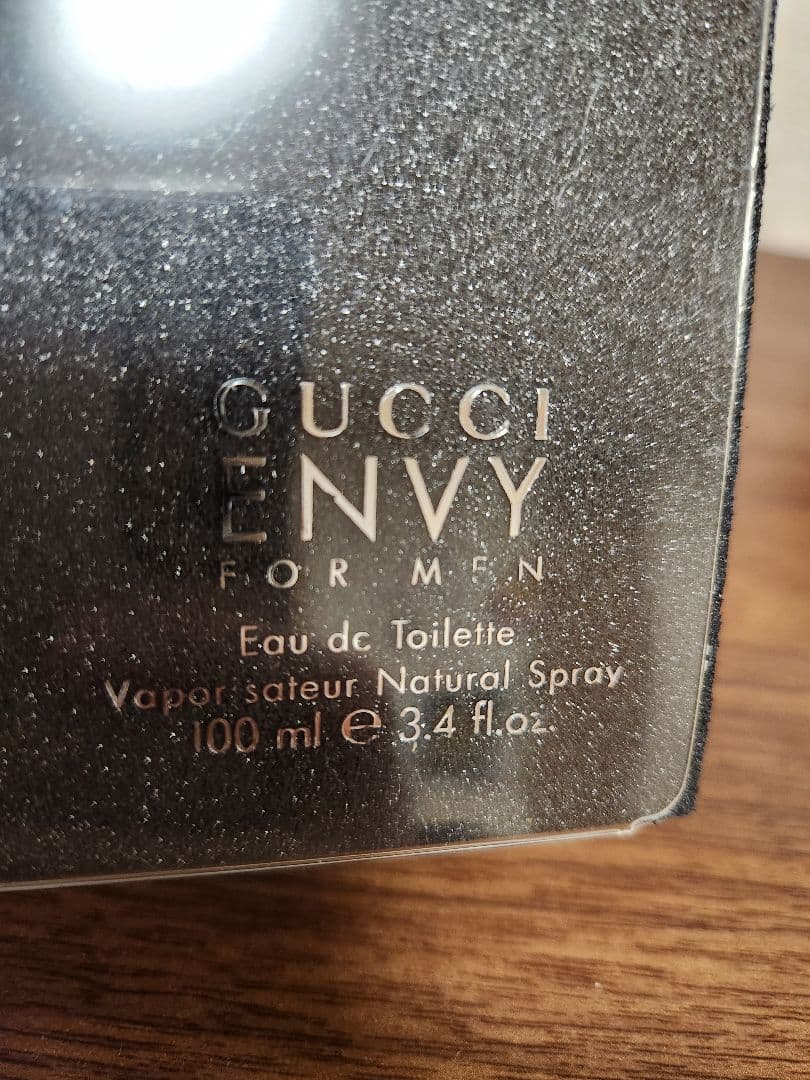 GUCCI
ENVY
FOR MEN
Eau de Toilette
Vaporisateur Natural Spray
100 ml ℮ 3.4 fl.oz.